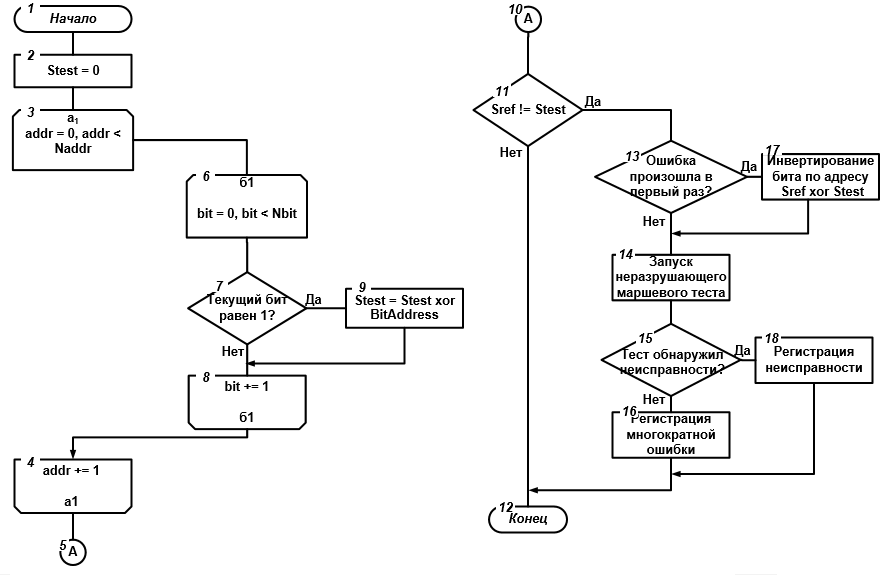 1
Начало
2
Stest = 0
3
а1
addr = 0, addr <
Naddr
6
б1
bit = 0, bit < Nbit
7
Текущий бит
равен 1?
Да
Нет
9
Stest = Stest xor
BitAddress
8
bit += 1
б1
4
addr += 1
а1
5
А
10
А
11
Sref != Stest
Да
Нет
13
Ошибка
произошла в
первый раз?
Да
Нет
17
Инвертирование
бита по адресу
Sref xor Stest
14
Запуск
неразрушающего
маршевого теста
15
Тест обнаружил
неисправности?
Да
Нет
18
Регистрация
неисправности
16
Регистрация
многократной
ошибки
12
Конец